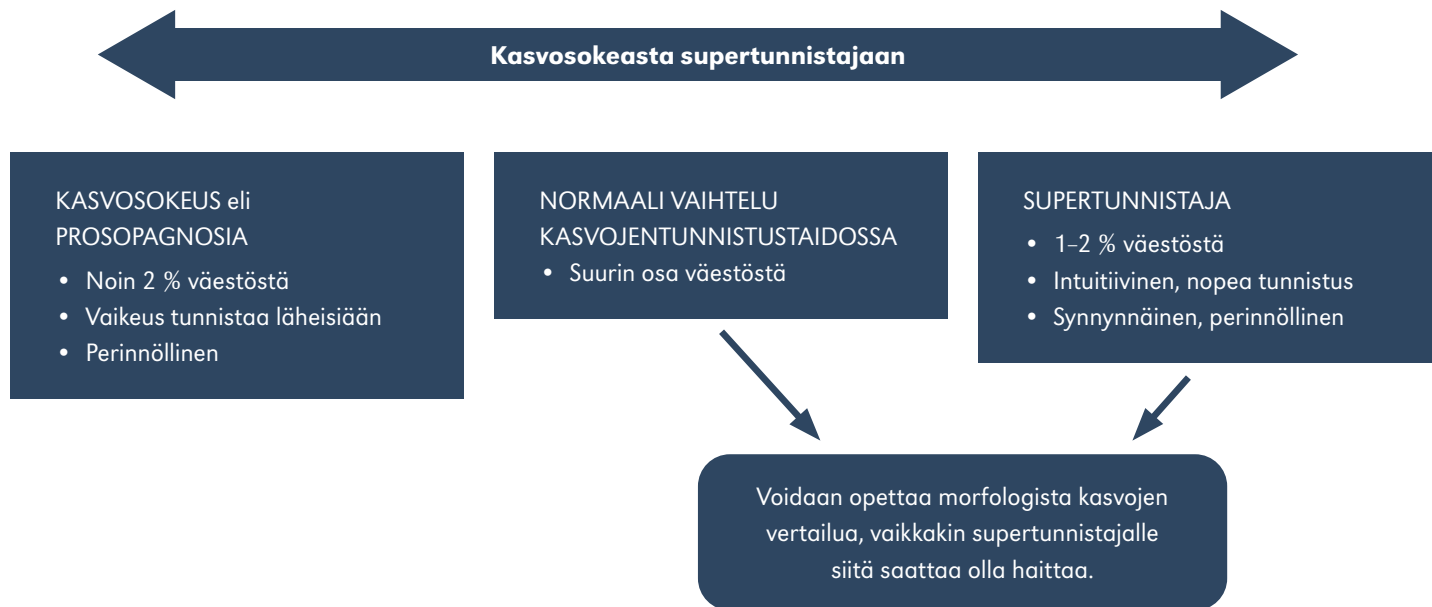 Kasvosokeasta supertunnistajaan
KASVOSOKEUS eli
PROSOPAGNOSIA
• Noin 2 % väestöstä
• Vaikeus tunnistaa läheisiään
• Perinnöllinen
NORMAALI VAIHTELU
KASVOJENTUNNISTUSTAIDOSSA
• Suurin osa väestöstä
SUPERTUNNISTAJA
• 1–2 % väestöstä
• Intuitiivinen, nopea tunnistus
• Synnynnäinen, perinnöllinen
Voidaan opettaa morfologista kasvojen
vertailua, vaikkakin supertunnistajalle
siitä saattaa olla haittaa.